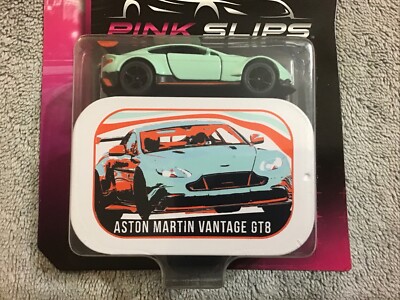 PINK SLIPS
ASTON MARTIN VANTAGE GT8